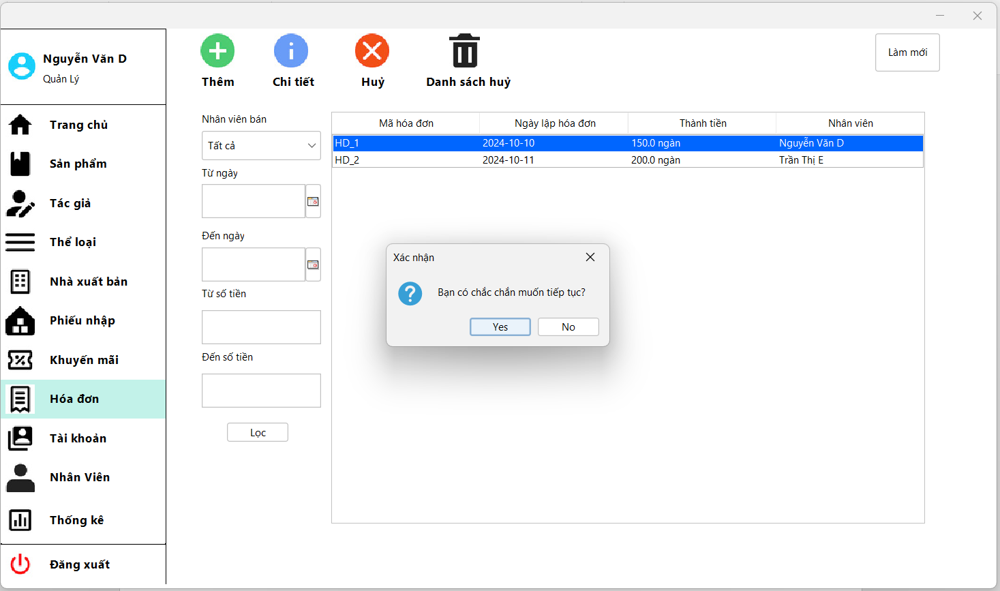 Nguyễn Văn D
Quản Lý
Trang chủ
Sản phẩm
Tác giả
Thể loại
Nhà xuất bản
Phiếu nhập
Khuyến mãi
Hóa đơn
Tài khoản
Nhân Viên
Thống kê
Đăng xuất
Thêm
Chi tiết
Huỷ
Danh sách huỷ
Làm mới
Nhân viên bán
Tất cả
Từ ngày
Đến ngày
Từ số tiền
Đến số tiền
Lọc
Mã hóa đơn Ngày lập hóa đơn Thành tiền Nhân viên
HD_1 2024-10-10 150.0 ngàn Nguyễn Văn D
HD_2 2024-10-11 200.0 ngàn Trần Thị E
Xác nhận
Bạn có chắc chắn muốn tiếp tục?
Yes No